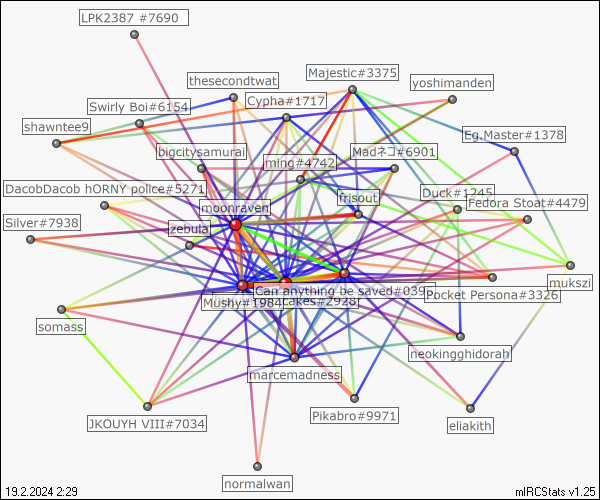 LPK2387 #7690
thesecondtwat
Majestic#3375
yoshimanden
Swirly Boi#6154
Cypha#1717
shawntee9
Eg.Master#1378
bigcitysamurai
ming#4742
Madネコ#6901
DacobDacob hORNY police#5271
Duck#1245
frisout
Fedora Stoat#4479
moonraven
Silver#7938
zebula
mukszi
Can anything be saved#039
Pocket Persona#3326
Mushy#1984
cakes#2928
somass
neokingghidorah
marcemadness
JKOUYH VIII#7034
Pikabro#9971
eliakith
normalwan
19.2.2024 2:29
mIRCStats v1.25